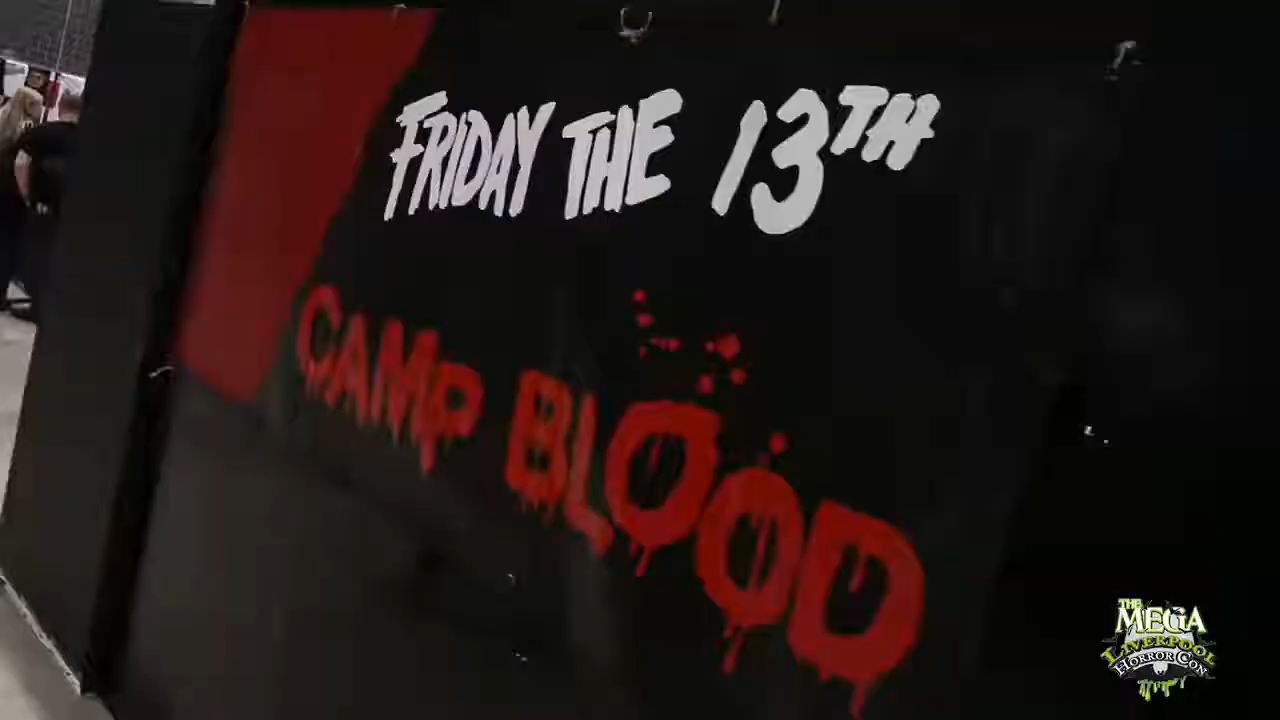 FRIDAY THE 13TH
CAMP BLOOD
THE
MEGA
LIVERPOOL
HORROR CON